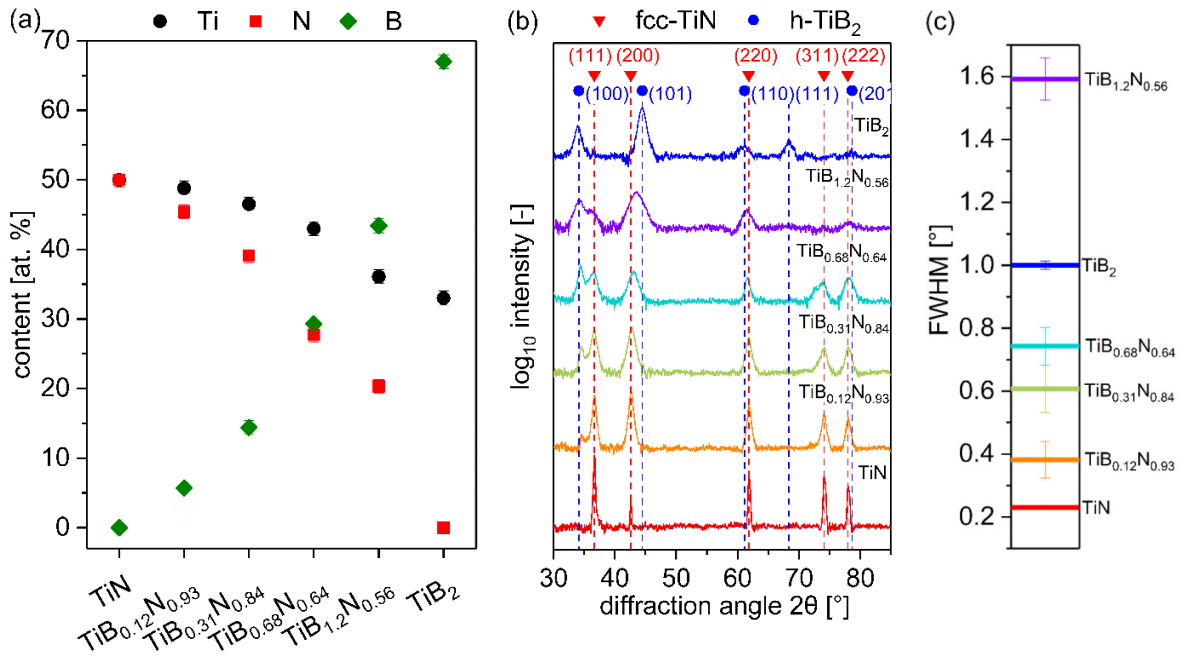 (a)
Ti N B
70
60
50
40
30
20
10
0
content [at. %]
TiN
TiB0.12N0.93
TiB0.31N0.84
TiB0.68N0.64
TiB1.2N0.56
TiB2
(b)
fcc-TiN h-TiB2
(111) (200) (220) (311) (222)
(100) (101) (110) (111) (201
TiB2
TiB1.2N0.56
TiB0.68N0.64
TiB0.31N0.84
TiB0.12N0.93
TiN
log10 intensity [-]
30 40 50 60 70 80
diffraction angle 2θ [°]
(c)
1.6
1.4
1.2
1.0
0.8
0.6
0.4
0.2
FWHM [°]
TiB1.2N0.56
TiB2
TiB0.68N0.64
TiB0.31N0.84
TiB0.12N0.93
TiN